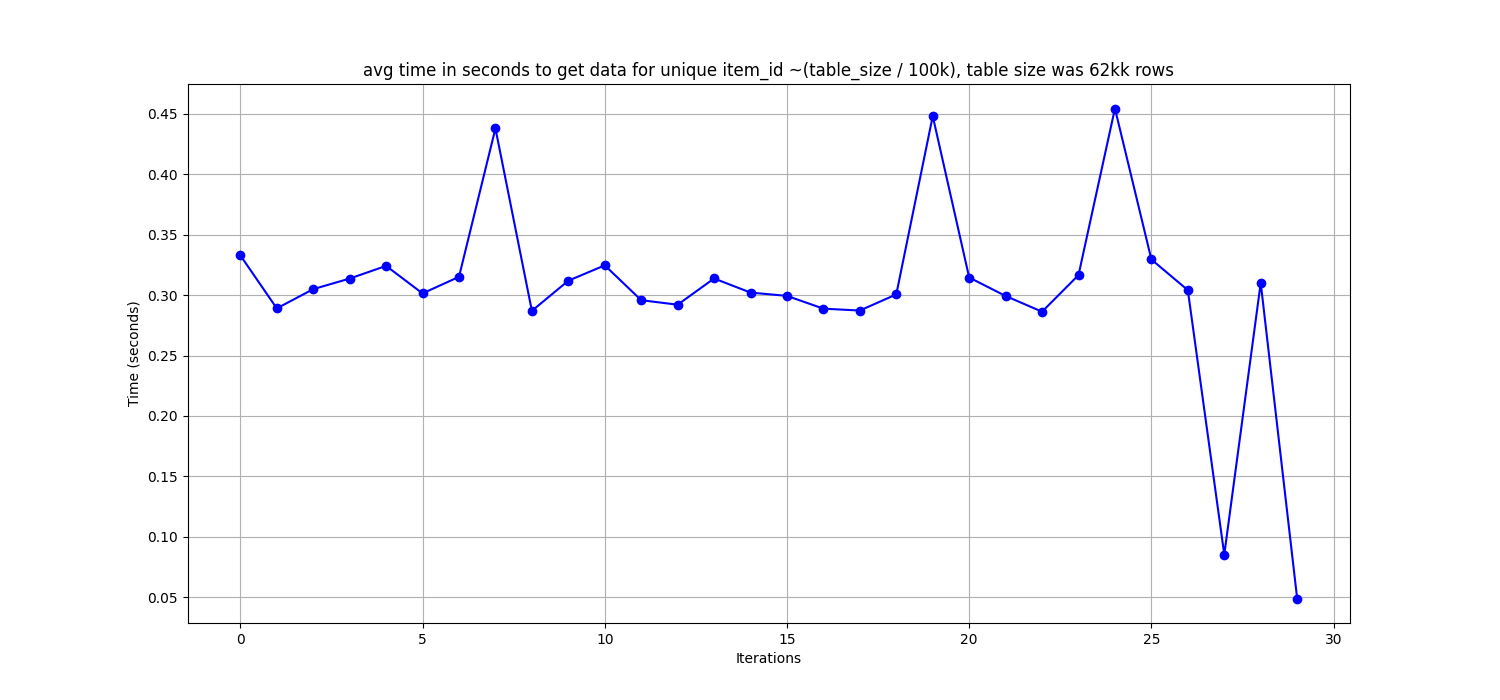 avg time in seconds to get data for unique item_id ~(table_size / 100k), table size was 62kk rows
0.45
0.40
0.35
0.30
0.25
0.20
0.15
0.10
0.05
Time (seconds)
0 5 10 15 20 25 30
Iterations